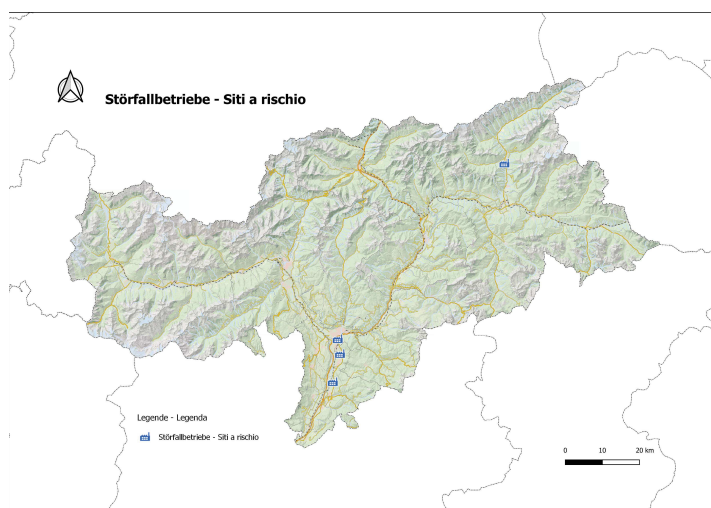 Störfallbetriebe - Siti a rischio
Legende - Legenda
Störfallbetriebe - Siti a rischio
0 10 20 km